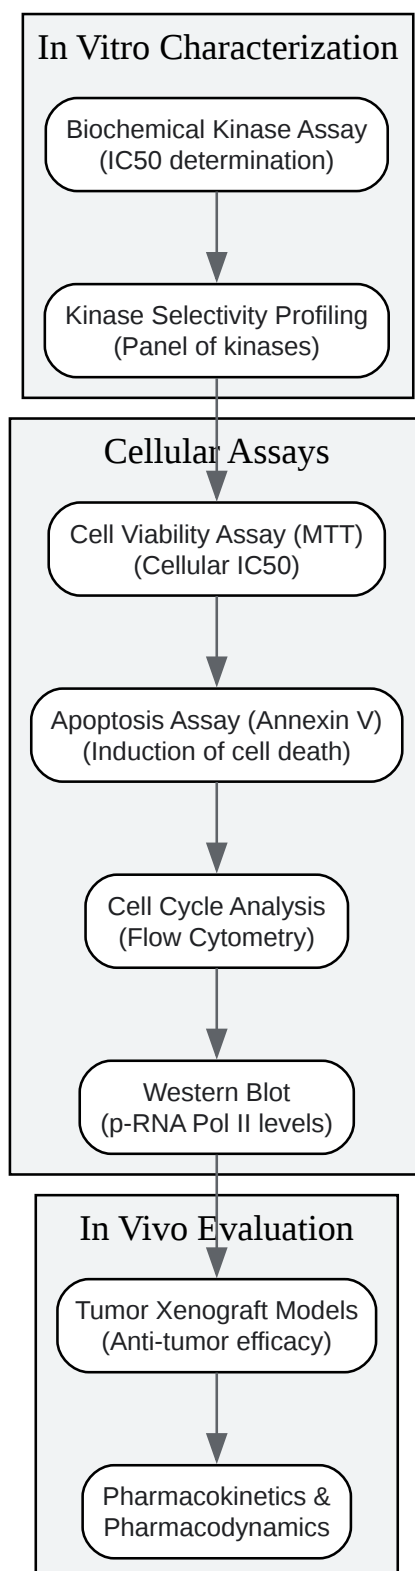 In Vitro Characterization
Biochemical Kinase Assay
(IC50 determination)
Kinase Selectivity Profiling
(Panel of kinases)
Cellular Assays
Cell Viability Assay (MTT)
(Cellular IC50)
Apoptosis Assay (Annexin V)
(Induction of cell death)
Cell Cycle Analysis
(Flow Cytometry)
Western Blot
(p-RNA Pol II levels)
In Vivo Evaluation
Tumor Xenograft Models
(Anti-tumor efficacy)
Pharmacokinetics &
Pharmacodynamics